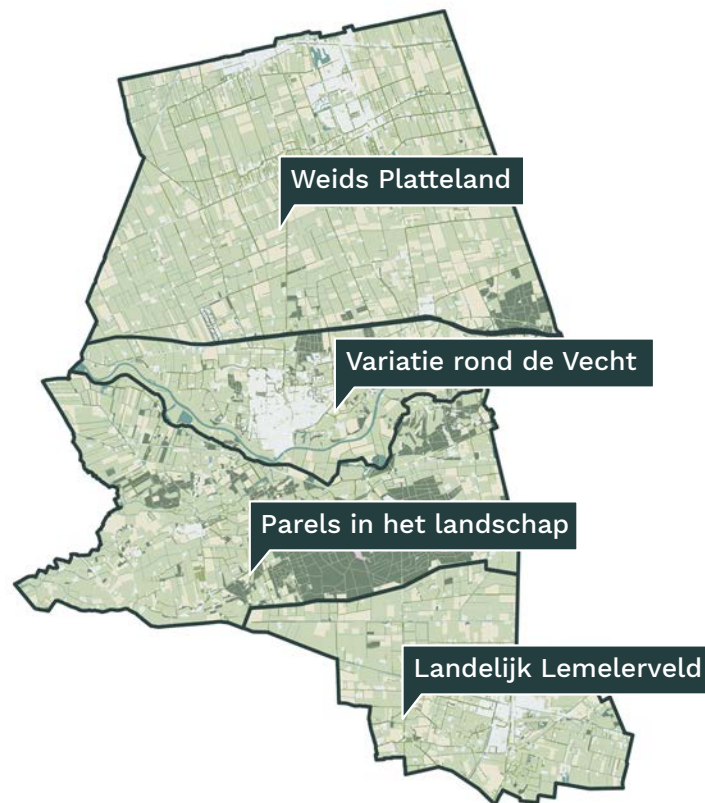 Weids Platteland
Variatie rond de Vecht
Parels in het landschap
Landelijk Lemelerveld